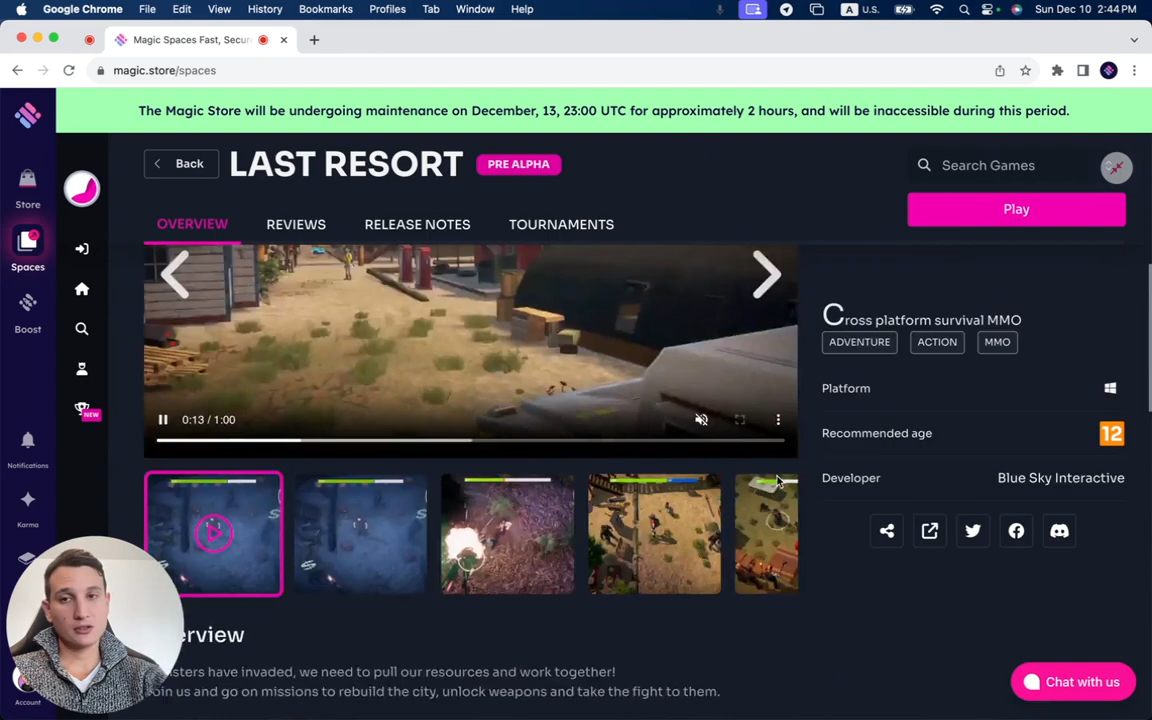 Google Chrome File Edit View History Bookmarks Profiles Tab Window Help A U.S. Sun Dec 10 2:44 PM
Magic Spaces Fast, Secur
magic.store/spaces
The Magic Store will be undergoing maintenance on December, 13, 23:00 UTC for approximately 2 hours, and will be inaccessible during this period.
Back LAST RESORT PRE ALPHA Search Games
Store
Play
OVERVIEW REVIEWS RELEASE NOTES TOURNAMENTS
Spaces
Cross platform survival MMO
Boost
ADVENTURE ACTION MMO
Platform
NEW
0:13 / 1:00
Recommended age 12
Notifications
Developer Blue Sky Interactive
Karma
have invaded, we need to pull our resources and work together!
Chat with us
us and go on missions to rebuild the city, unlock weapons and take the fight to them.
Account